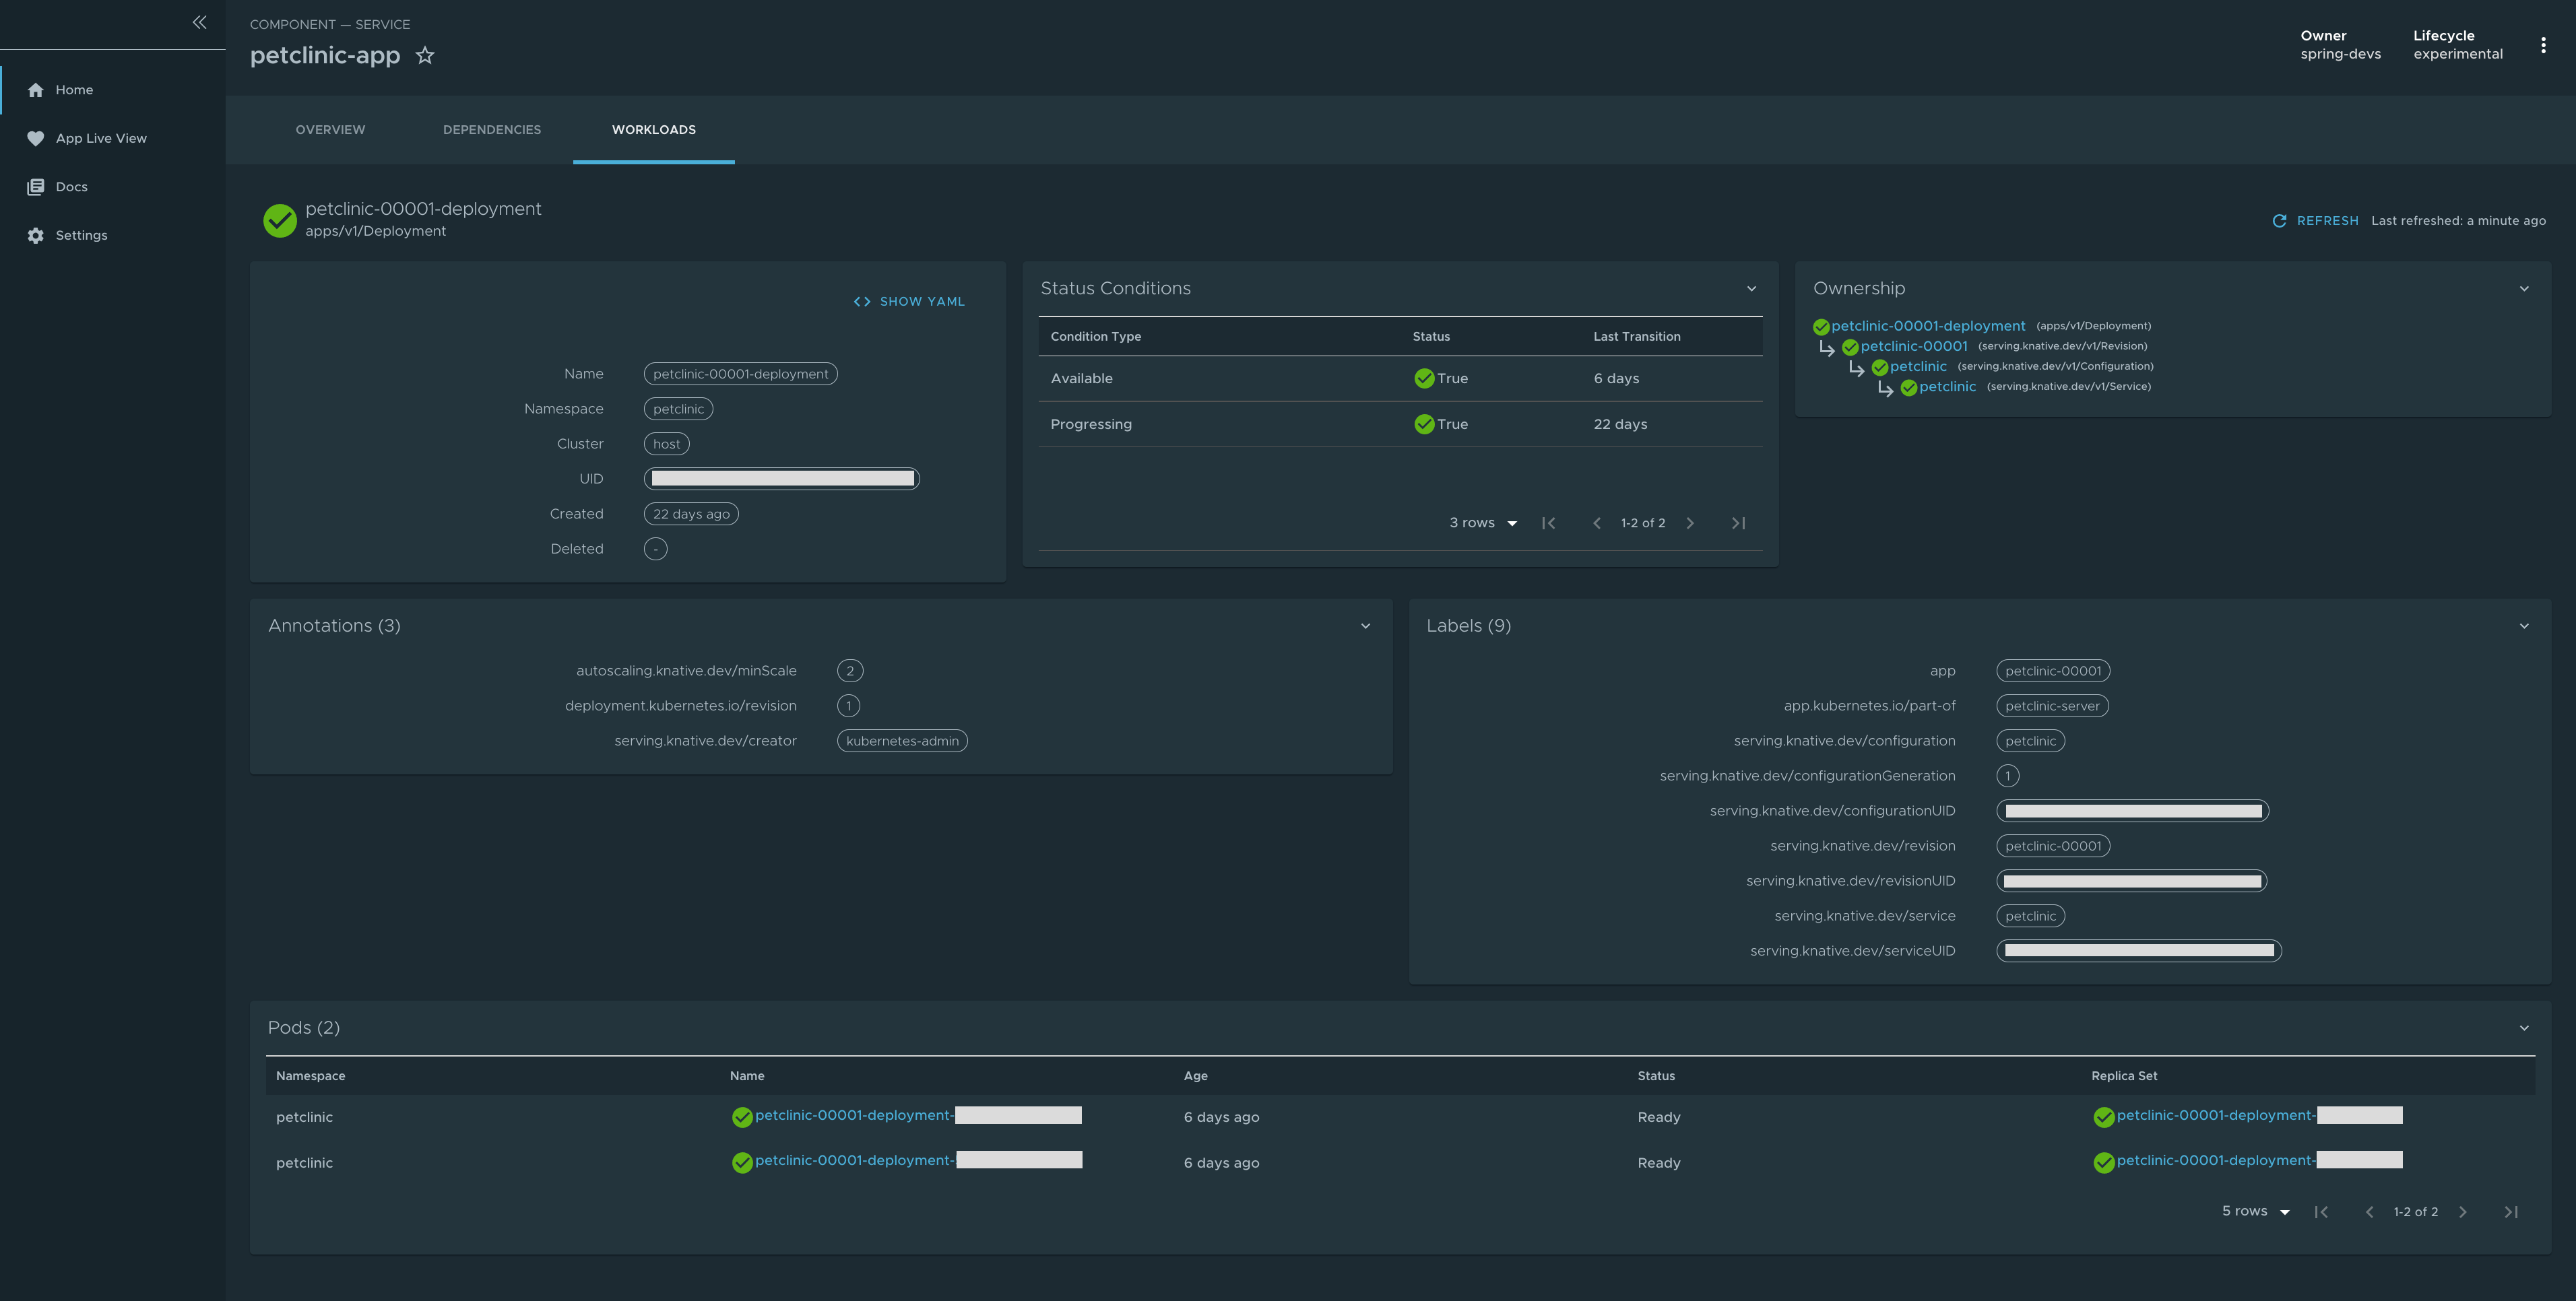 COMPONENT — SERVICE
petclinic-app
Owner
spring-devs
Lifecycle
experimental
Home
App Live View
Docs
Settings
OVERVIEW
DEPENDENCIES
WORKLOADS
petclinic-00001-deployment
apps/v1/Deployment
REFRESH
Last refreshed: a minute ago
<> SHOW YAML
Name petclinic-00001-deployment
Namespace petclinic
Cluster host
UID
Created 22 days ago
Deleted -
Status Conditions
Condition Type Status Last Transition
Available True 6 days
Progressing True 22 days
3 rows 1-2 of 2
Ownership
petclinic-00001-deployment (apps/v1/Deployment)
petclinic-00001 (serving.knative.dev/v1/Revision)
petclinic (serving.knative.dev/v1/Configuration)
petclinic (serving.knative.dev/v1/Service)
Annotations (3)
autoscaling.knative.dev/minScale 2
deployment.kubernetes.io/revision 1
serving.knative.dev/creator kubernetes-admin
Labels (9)
app petclinic-00001
app.kubernetes.io/part-of petclinic-server
serving.knative.dev/configuration petclinic
serving.knative.dev/configurationGeneration 1
serving.knative.dev/configurationUID
serving.knative.dev/revision petclinic-00001
serving.knative.dev/revisionUID
serving.knative.dev/service petclinic
serving.knative.dev/serviceUID
Pods (2)
Namespace Name Age Status Replica Set
petclinic petclinic-00001-deployment- 6 days ago Ready petclinic-00001-deployment-
petclinic petclinic-00001-deployment- 6 days ago Ready petclinic-00001-deployment-
5 rows 1-2 of 2